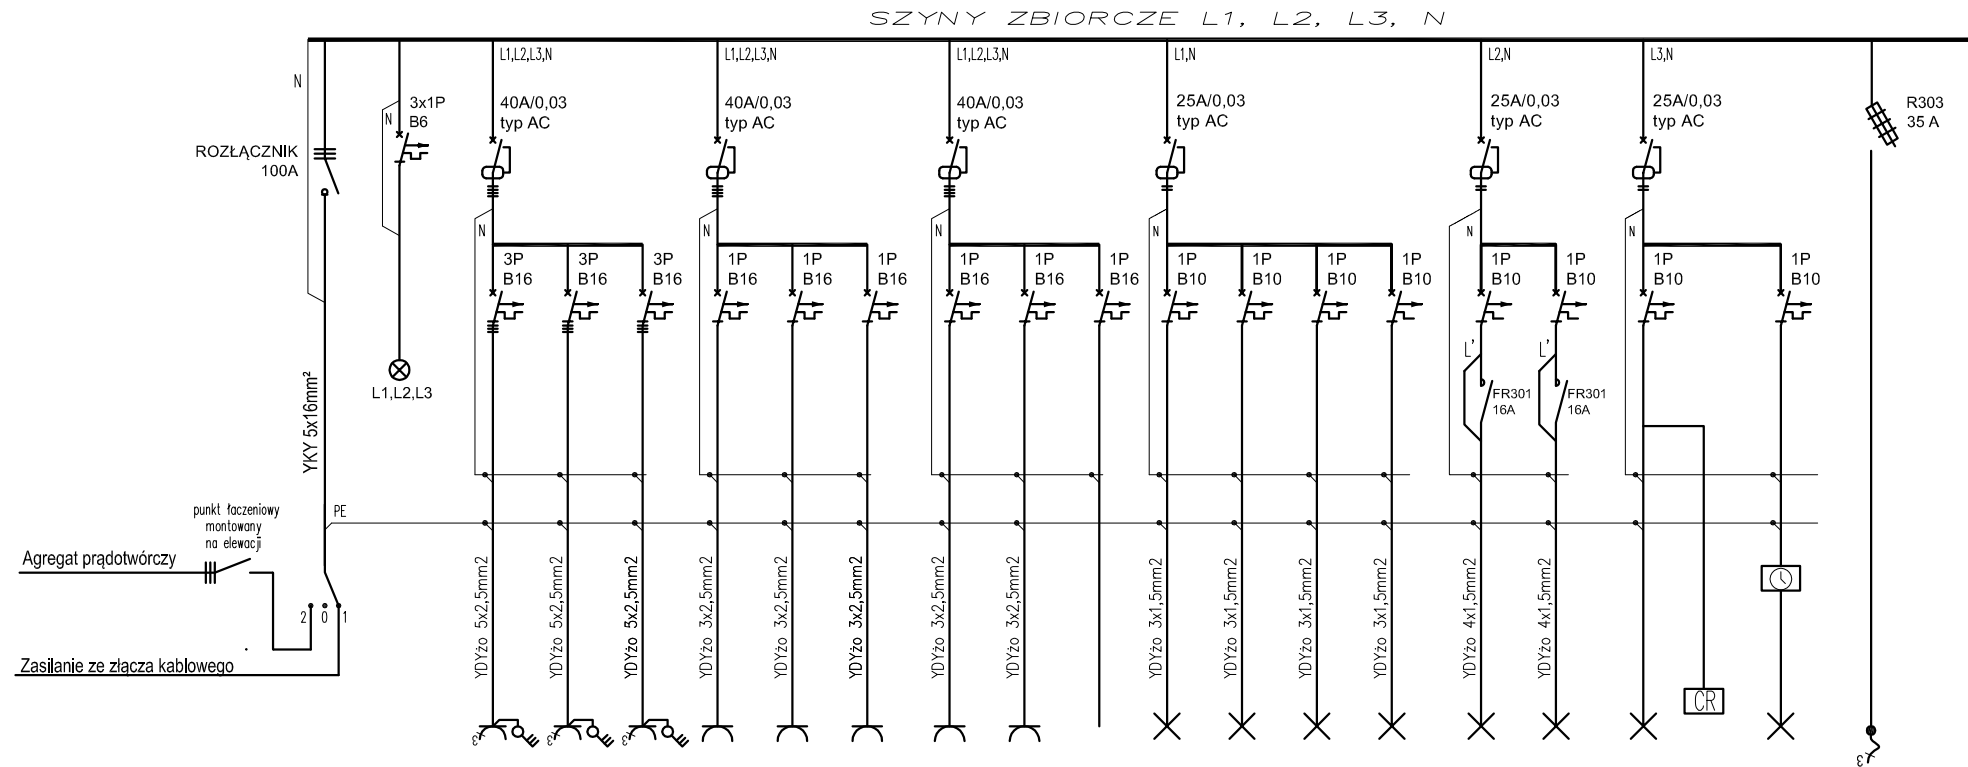 SZYNY ZBIORCZE L1, L2, L3, N
N
ROZŁĄCZNIK
100A
YKY 5x16mm²
PE
punkt łaczeniowy
montowany
na elewacji
Agregat prądotwórczy
2 0 1
Zasilanie ze złącza kablowego
3x1P
B6
N
L1,L2,L3
L1,L2,L3,N
40A/0,03
typ AC
N
3P
B16
3P
B16
3P
B16
YDYżo 5x2,5mm2
YDYżo 5x2,5mm2
YDYżo 5x2,5mm2
3
3
3
L1,L2,L3,N
40A/0,03
typ AC
N
1P
B16
1P
B16
1P
B16
YDYżo 3x2,5mm2
YDYżo 3x2,5mm2
YDYżo 3x2,5mm2
L1,L2,L3,N
40A/0,03
typ AC
N
1P
B16
1P
B16
1P
B16
YDYżo 3x2,5mm2
YDYżo 3x2,5mm2
L1,N
25A/0,03
typ AC
N
1P
B10
1P
B10
1P
B10
1P
B10
YDYżo 3x1,5mm2
YDYżo 3x1,5mm2
YDYżo 3x1,5mm2
YDYżo 3x1,5mm2
L2,N
25A/0,03
typ AC
N
1P
B10
1P
B10
L'
L'
FR301
16A
FR301
16A
YDYżo 4x1,5mm2
YDYżo 4x1,5mm2
L3,N
25A/0,03
typ AC
N
1P
B10
1P
B10
CR
R303
35 A
3